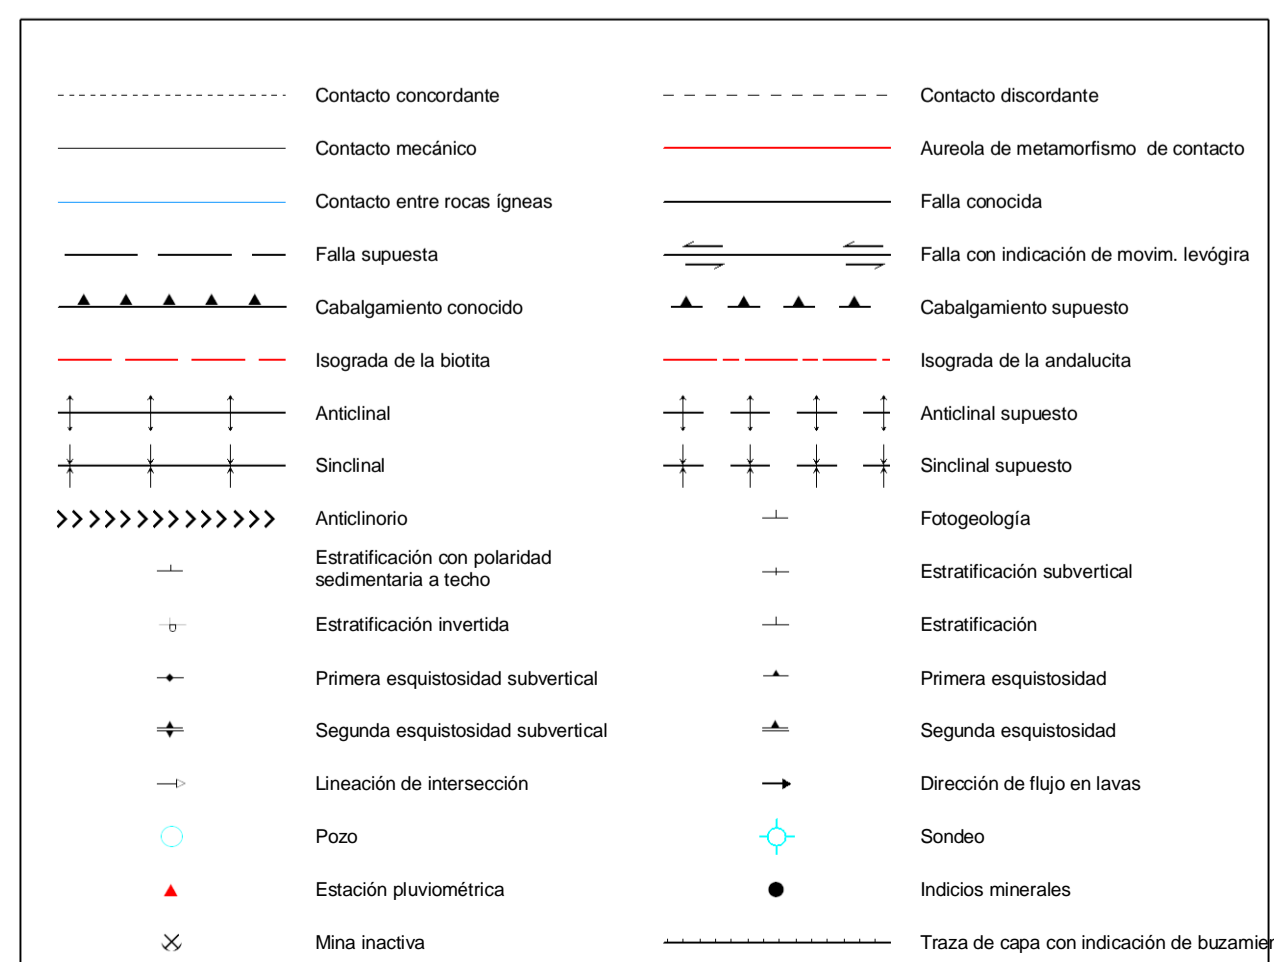 Contacto concordante
Contacto discordante
Contacto mecánico
Aureola de metamorfismo de contacto
Contacto entre rocas ígneas
Falla conocida
Falla supuesta
Falla con indicación de movim. levógira
Cabalgamiento conocido
Cabalgamiento supuesto
Isograda de la biotita
Isograda de la andalucita
Anticlinal
Anticlinal supuesto
Sinclinal
Sinclinal supuesto
Anticlinorio
Fotogeología
Estratificación con polaridad
sedimentaria a techo
Estratificación subvertical
Estratificación invertida
Estratificación
Primera esquistosidad subvertical
Primera esquistosidad
Segunda esquistosidad subvertical
Segunda esquistosidad
Lineación de intersección
Dirección de flujo en lavas
Pozo
Sondeo
Estación pluviométrica
Indicios minerales
Mina inactiva
Traza de capa con indicación de buzamier